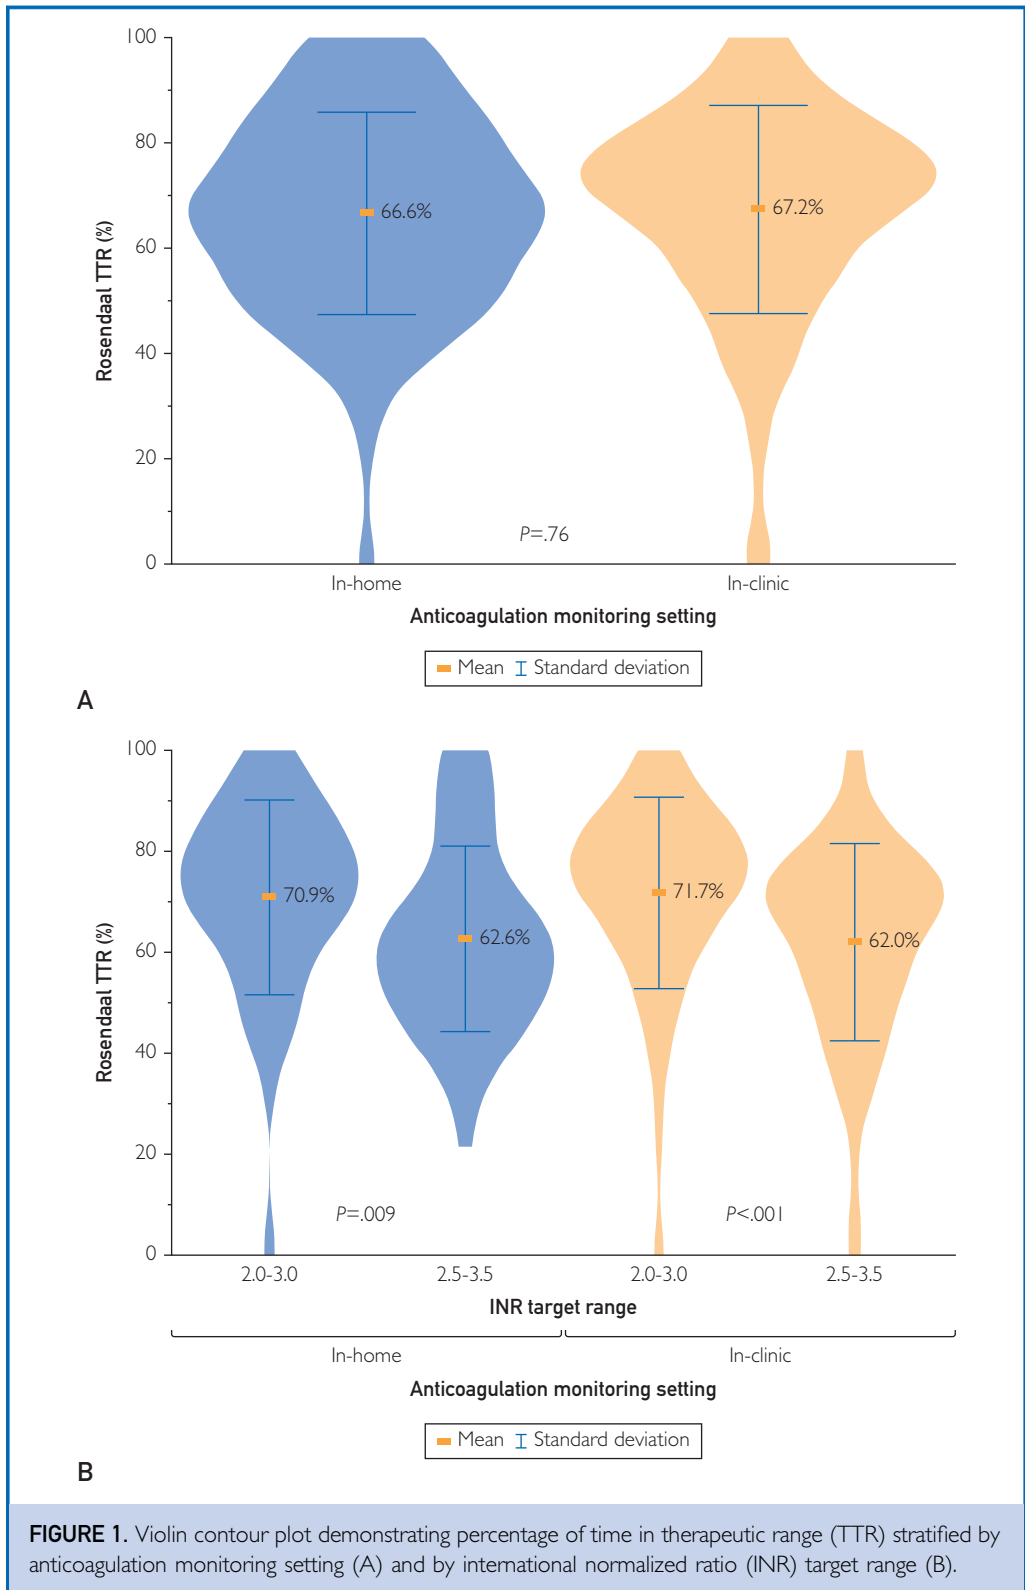 100
80
60
40
20
0
Rosendaal TTR (%)
66.6%
67.2%
P=.76
In-home In-clinic
Anticoagulation monitoring setting
Mean Standard deviation
A
100
80
60
40
20
0
Rosendaal TTR (%)
70.9%
62.6%
71.7%
62.0%
P=.009 P<.001
2.0-3.0 2.5-3.5 2.0-3.0 2.5-3.5
INR target range
In-home In-clinic
Anticoagulation monitoring setting
Mean Standard deviation
B
FIGURE 1. Violin contour plot demonstrating percentage of time in therapeutic range (TTR) stratified by
anticoagulation monitoring setting (A) and by international normalized ratio (INR) target range (B).